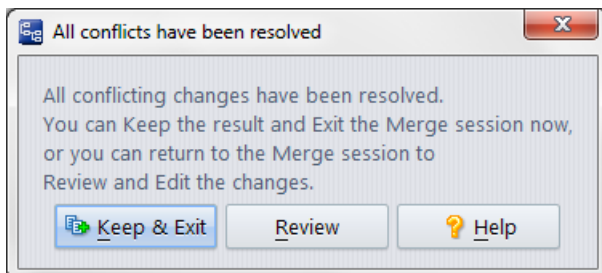 All conflicts have been resolved
All conflicting changes have been resolved.
You can Keep the result and Exit the Merge session now,
or you can return to the Merge session to
Review and Edit the changes.
Keep & Exit Review Help